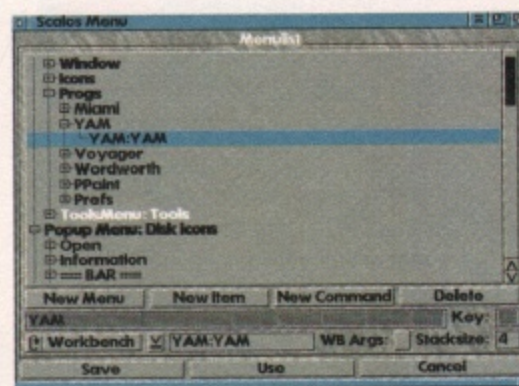 Scalos Menu
Menulist
Window
Icons
Progs
Miami
YAM
YAM:YAM
Voyager
Wordworth
PPaint
Prefs
ToolsMenu: Tools
Popup Menu: Disk icons
Open
Information
=== BAR ===
New Menu New Item New Command Delete
YAM Key:
Workbench YAM:YAM WB Args: Stacksize: 4
Save Use Cancel